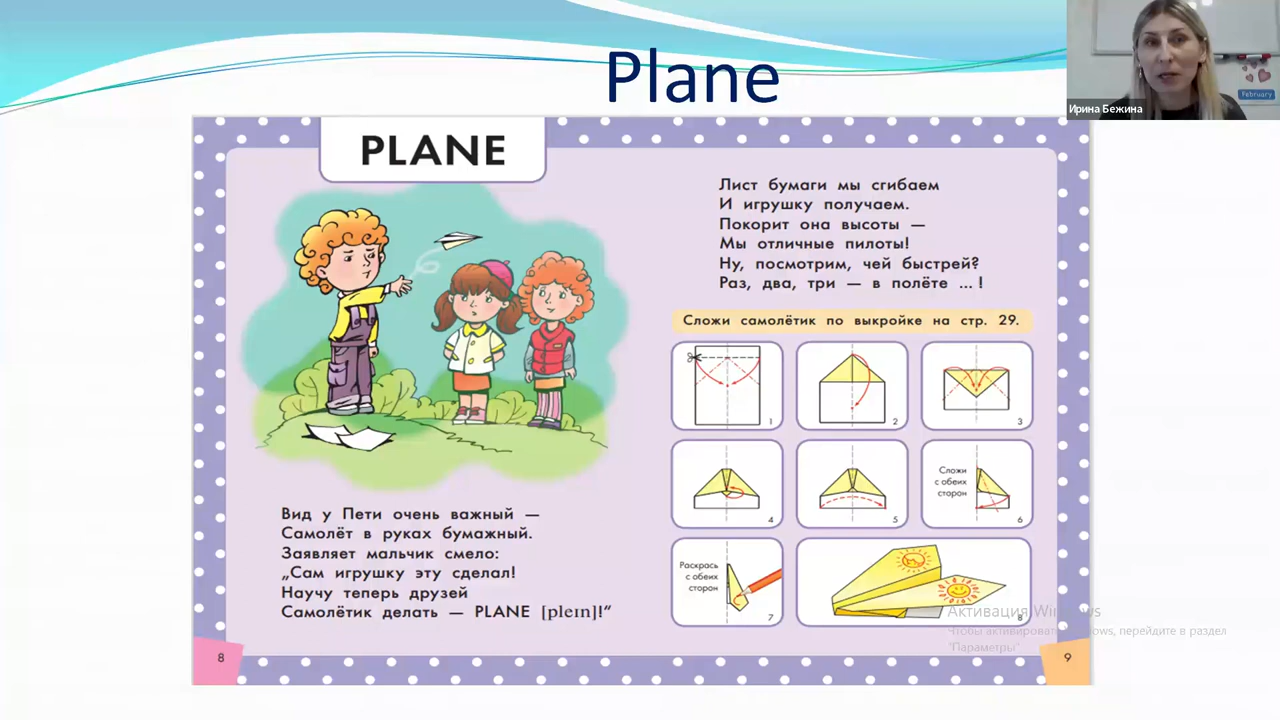 Plane
Ирина Бежина
February
PLANE
Лист бумаги мы сгибаем
И игрушку получаем.
Покорит она высоты —
Мы отличные пилоты!
Ну, посмотрим, чей быстрей?
Раз, два, три — в полёте ... !
Сложи самолётик по выкройке на стр. 29.
1
2
3
4
5
Сложи
с обеих
сторон
6
Раскрась
с обеих
сторон
7
8
Вид у Пети очень важный —
Самолёт в руках бумажный.
Заявляет мальчик смело:
„Сам игрушку эту сделал!
Научу теперь друзей
Самолётик делать — PLANE [pleɪn]!“
Активация Windows
Чтобы активировать Windows, перейдите в раздел
"Параметры"
8
9